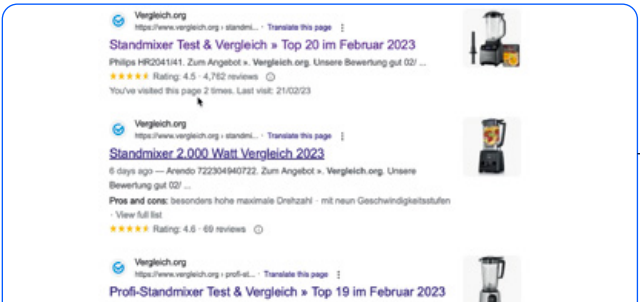 Vergleich.org
https://www.vergleich.org › standmi... · Translate this page
Standmixer Test & Vergleich » Top 20 im Februar 2023
Philips HR2041/41. Zum Angebot ». Vergleich.org. Unsere Bewertung gut 02/ ...
Rating: 4.5 · 4,762 reviews
You've visited this page 2 times. Last visit: 21/02/23
Vergleich.org
https://www.vergleich.org › standmi... · Translate this page
Standmixer 2.000 Watt Vergleich 2023
6 days ago — Arendo 722304940722. Zum Angebot ». Vergleich.org. Unsere
Bewertung gut 02/ ...
Pros and cons: besonders hohe maximale Drehzahl · mit neun Geschwindigkeitsstufen
· View full list
Rating: 4.6 · 69 reviews
Vergleich.org
https://www.vergleich.org › profi-st... · Translate this page
Profi-Standmixer Test & Vergleich » Top 19 im Februar 2023